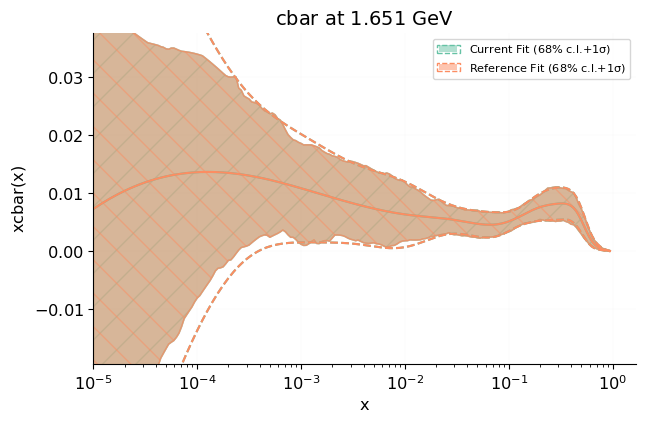 cbar at 1.651 GeV
Current Fit (68% c.l.+1σ)
Reference Fit (68% c.l.+1σ)
xcbar(x)
0.03
0.02
0.01
0.00
−0.01
10⁻⁵ 10⁻⁴ 10⁻³ 10⁻² 10⁻¹ 10⁰
x